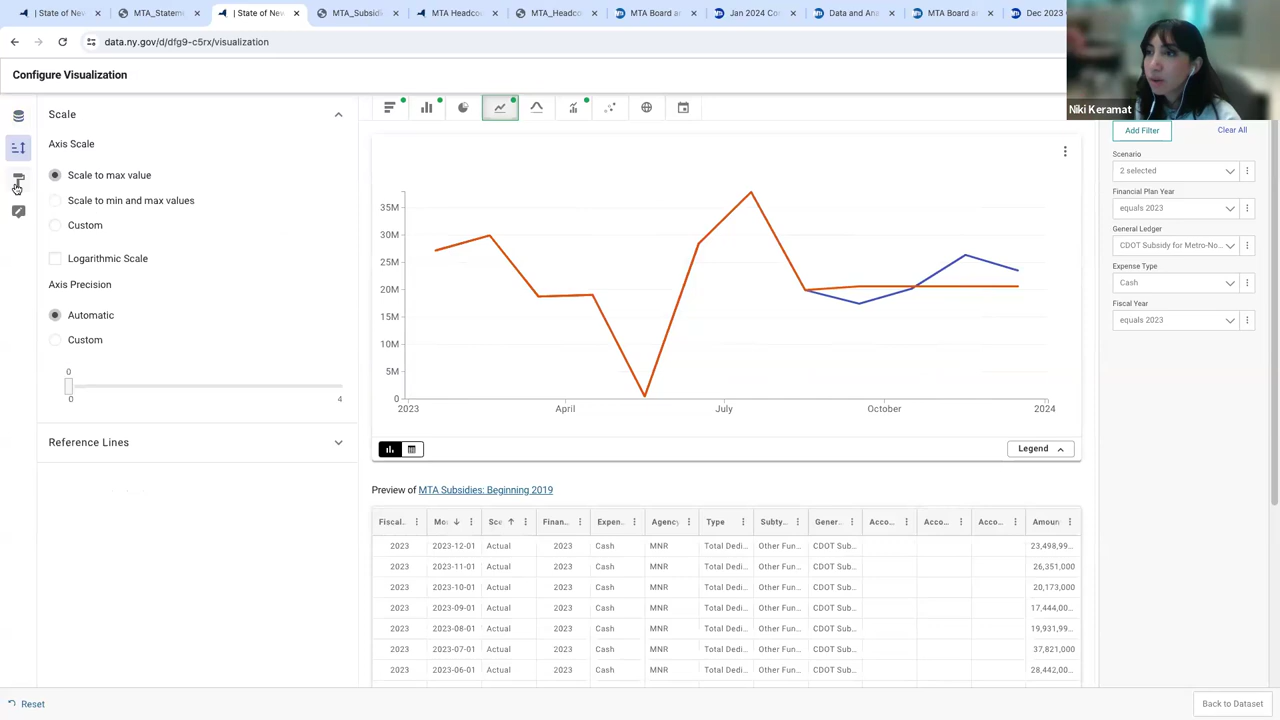 | State of Nev
MTA_Statem
| State of Nev
MTA_Subsidi
MTA Headco
MTA_Headco
MTA Board a
Jan 2024 Co
Data and An
MTA Board a
Dec 2023
data.ny.gov/d/dfg9-c5rx/visualization
Configure Visualization
Niki Keramat
Scale
Axis Scale
Scale to max value
Scale to min and max values
Custom
Logarithmic Scale
Axis Precision
Automatic
Custom
0
0 4
Reference Lines
35M
30M
25M
20M
15M
10M
5M
0
2023 April July October 2024
Legend
Add Filter Clear All
Scenario
2 selected
Financial Plan Year
equals 2023
General Ledger
CDOT Subsidy for Metro-No...
Expense Type
Cash
Fiscal Year
equals 2023
Preview of MTA Subsidies: Beginning 2019
Fiscal.. Mo Sce Finan... Expen... Agency Type Subty... Gener... Acco... Acco... Acco... Amoun
2023 2023-12-01 Actual 2023 Cash MNR Total Dedi... Other Fun... CDOT Sub... 23,498,99...
2023 2023-11-01 Actual 2023 Cash MNR Total Dedi... Other Fun... CDOT Sub... 26,351,000
2023 2023-10-01 Actual 2023 Cash MNR Total Dedi... Other Fun... CDOT Sub... 20,173,000
2023 2023-09-01 Actual 2023 Cash MNR Total Dedi... Other Fun... CDOT Sub... 17,444,00...
2023 2023-08-01 Actual 2023 Cash MNR Total Dedi... Other Fun... CDOT Sub... 19,931,99...
2023 2023-07-01 Actual 2023 Cash MNR Total Dedi... Other Fun... CDOT Sub... 37,821,000
2023 2023-06-01 Actual 2023 Cash MNR Total Dedi... Other Fun... CDOT Sub... 28,442,00...
Reset
Back to Dataset